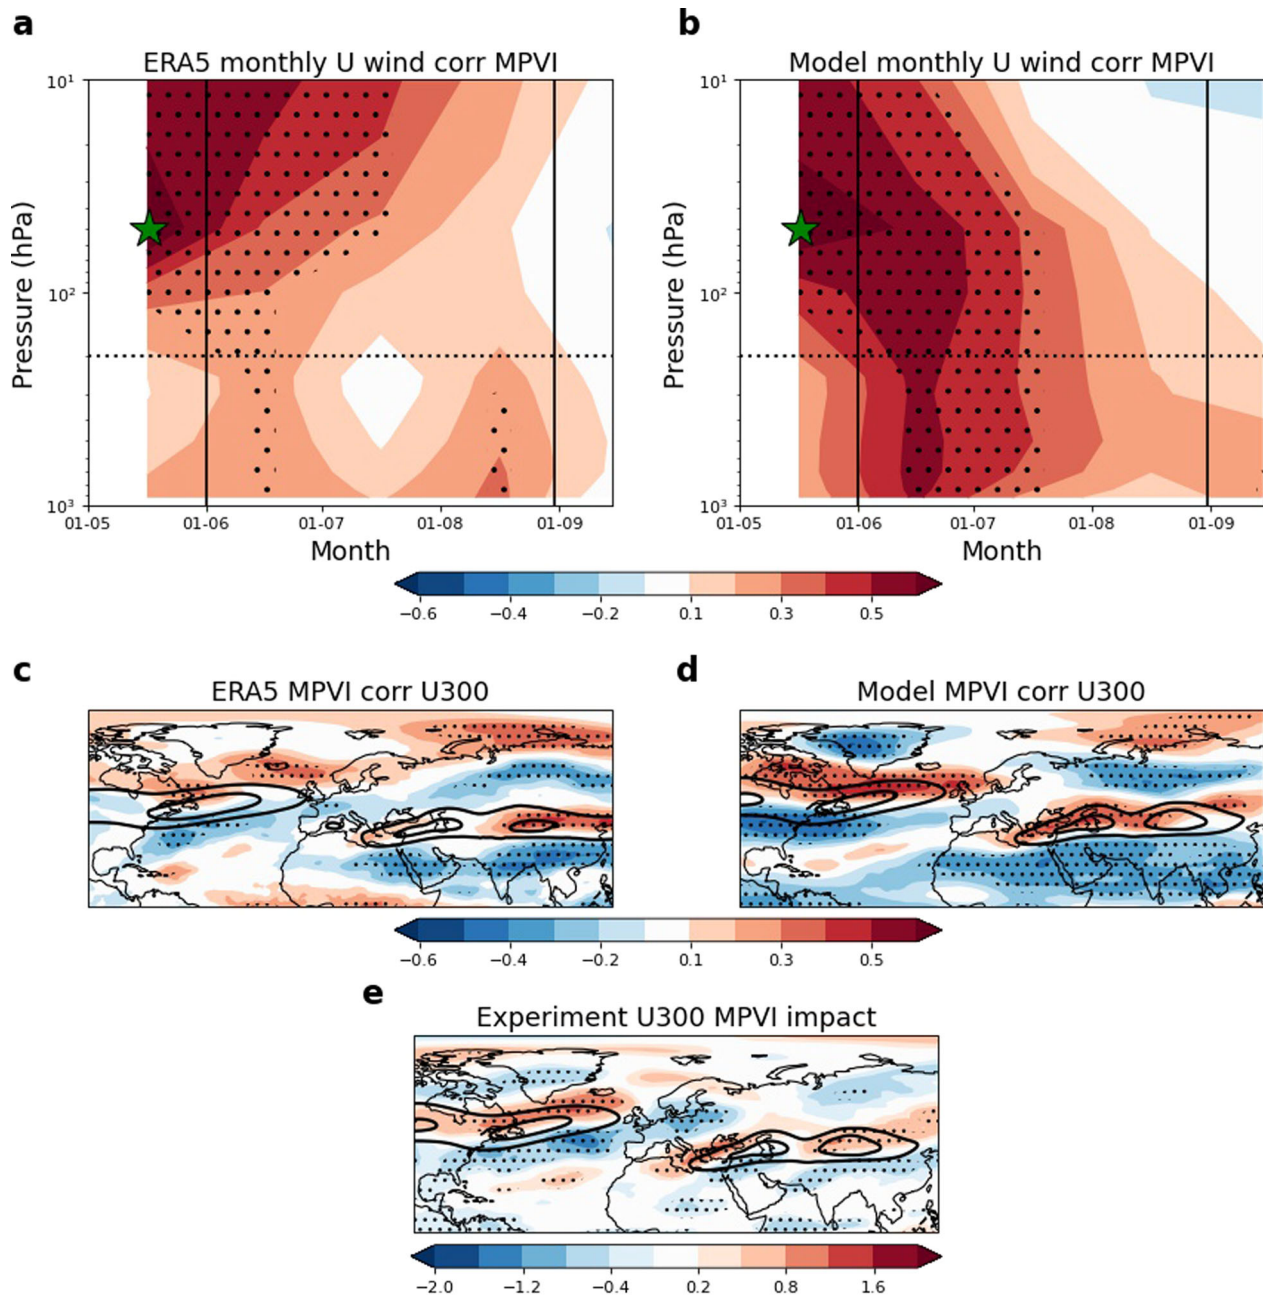 a
b
ERA5 monthly U wind corr MPVI
Model monthly U wind corr MPVI
10¹
10²
10³
Pressure (hPa)
01-05 01-06 01-07 01-08 01-09
Month
10¹
10²
10³
Pressure (hPa)
01-05 01-06 01-07 01-08 01-09
Month
−0.6 −0.4 −0.2 0.1 0.3 0.5
c
d
ERA5 MPVI corr U300
Model MPVI corr U300
−0.6 −0.4 −0.2 0.1 0.3 0.5
e
Experiment U300 MPVI impact
−2.0 −1.2 −0.4 0.2 0.8 1.6